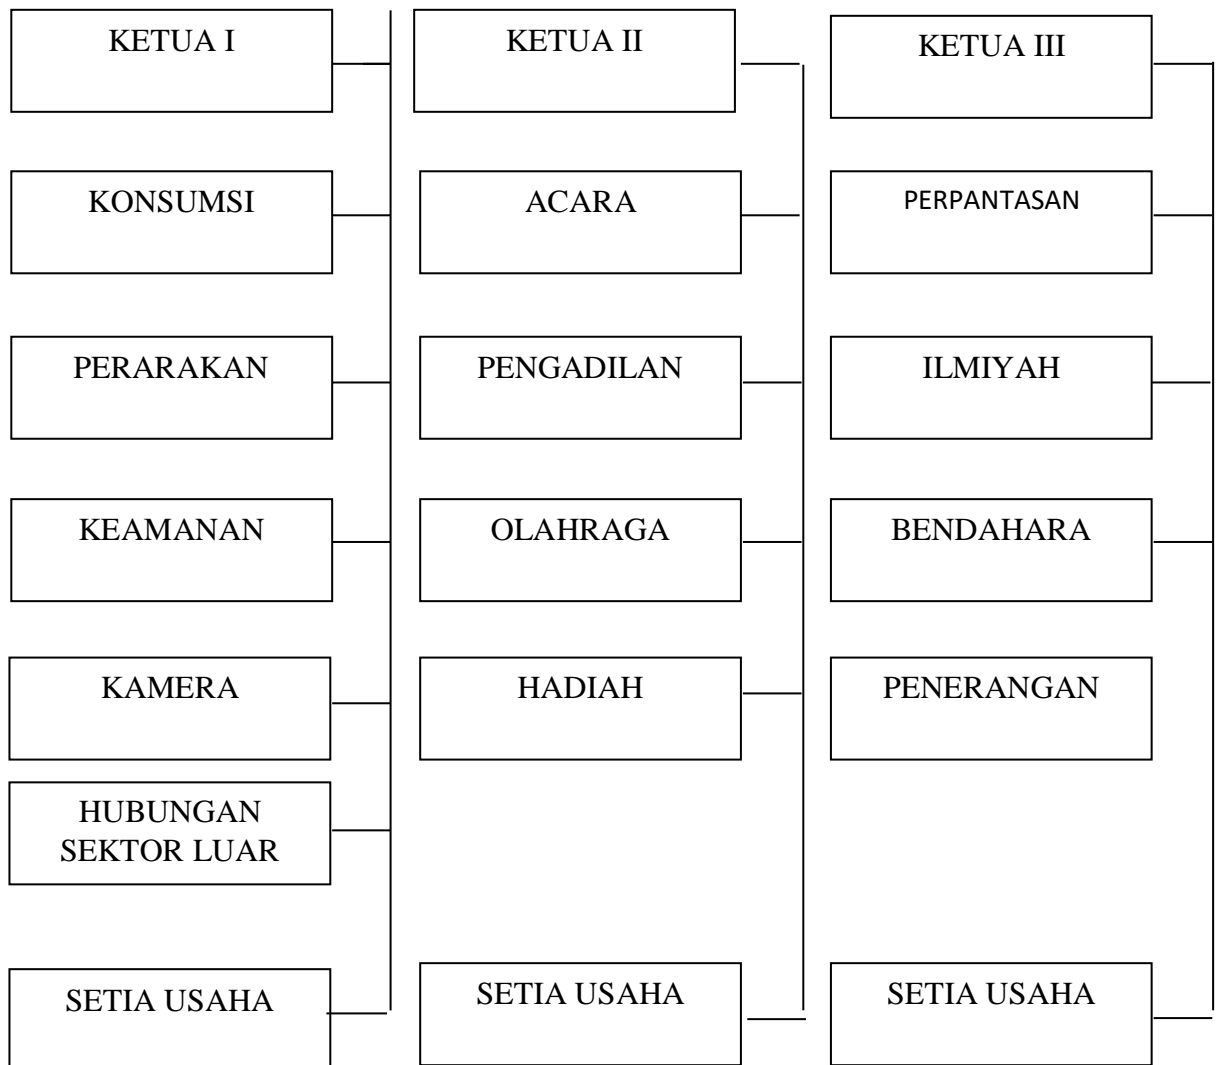 KETUA I
KETUA II
KETUA III
KONSUMSI
ACARA
PERPANTASAN
PERARAKAN
PENGADILAN
ILMIYAH
KEAMANAN
OLAHRAGA
BENDAHARA
KAMERA
HADIAH
PENERANGAN
HUBUNGAN
SEKTOR LUAR
SETIA USAHA
SETIA USAHA
SETIA USAHA